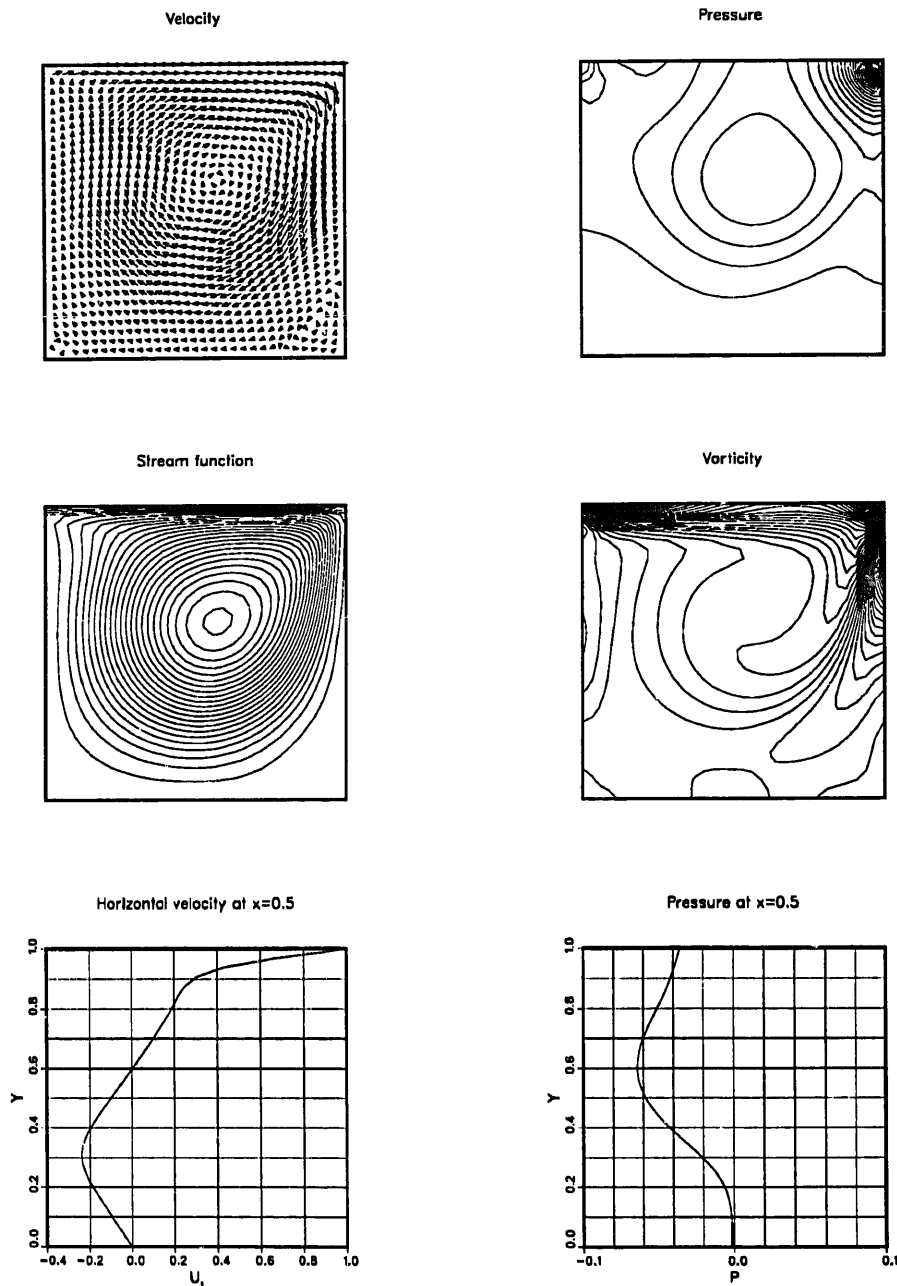 Velocity
Pressure
Stream function
Vorticity
Horizontal velocity at x=0.5
Pressure at x=0.5
Y
1.0
0.8
0.6
0.4
0.2
0.0
-0.4 -0.2 0.0 0.2 0.4 0.6 0.8 1.0
U₁
Y
1.0
0.8
0.6
0.4
0.2
0.0
-0.1 0.0 0.1
P